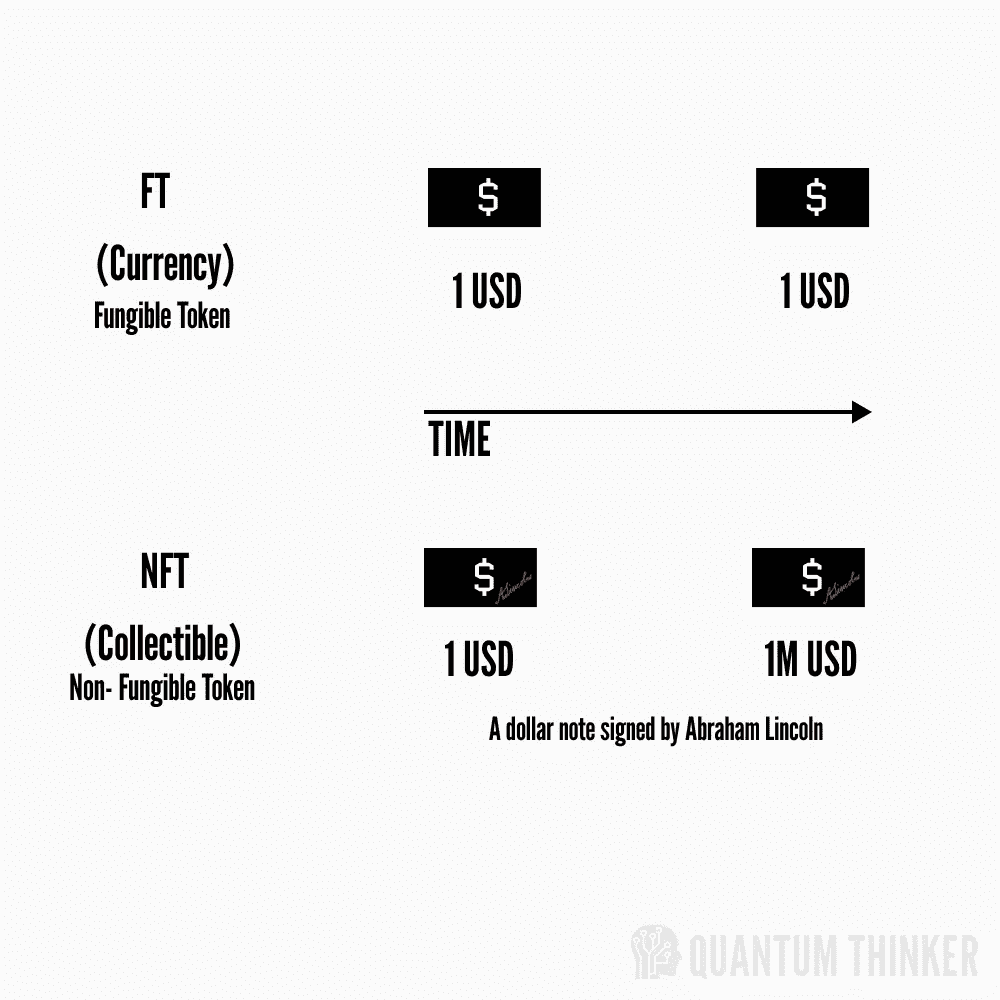 FT
(Currency)
Fungible Token
$
$
1 USD
1 USD
TIME
NFT
(Collectible)
Non- Fungible Token
$
$
1 USD
1M USD
A dollar note signed by Abraham Lincoln
QUANTUM THINKER